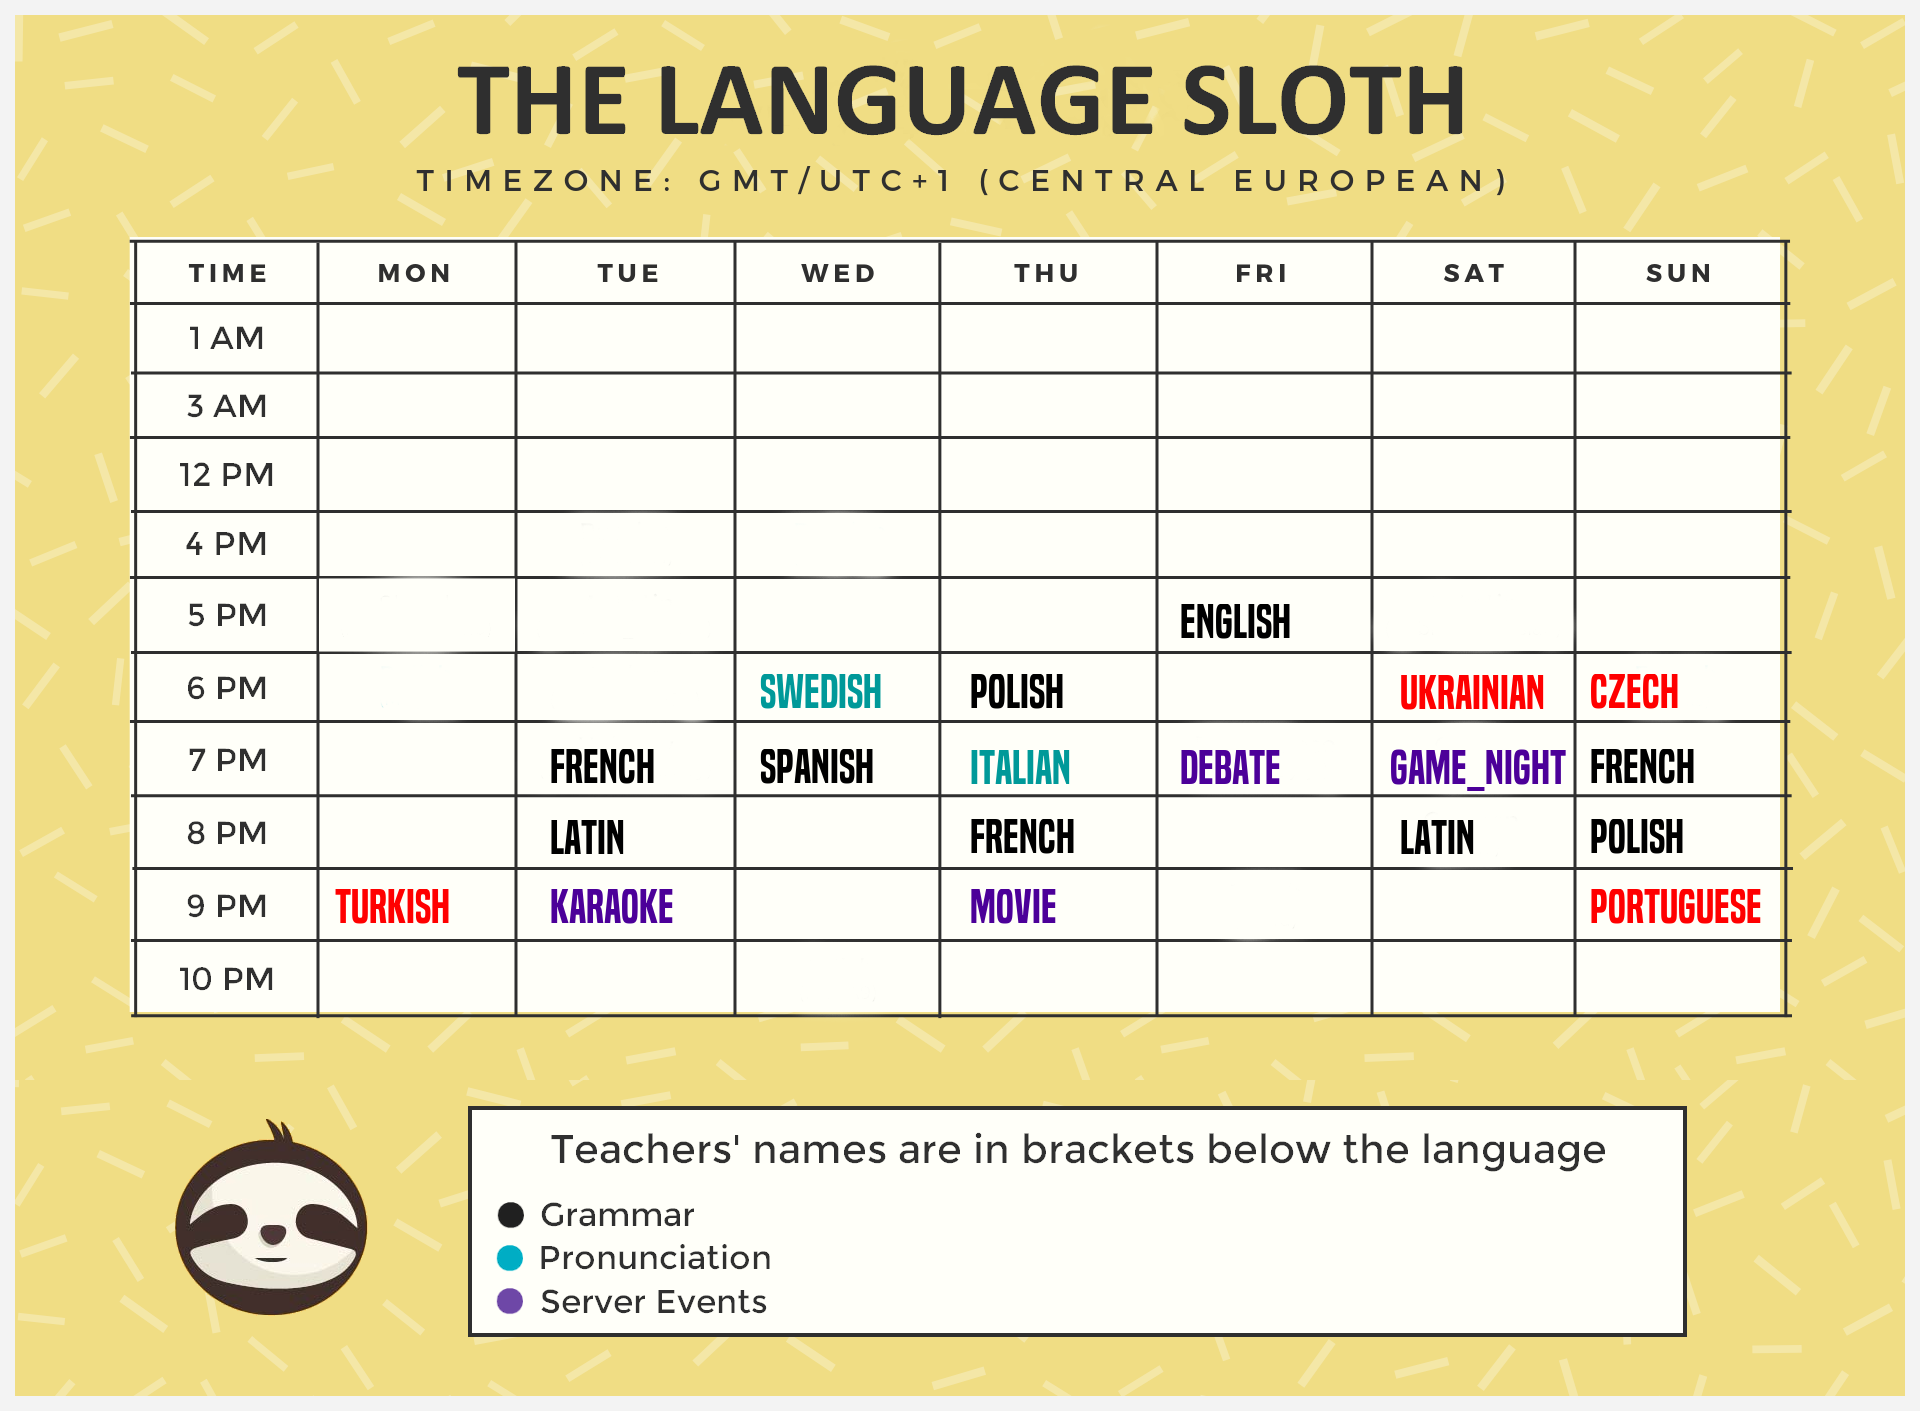 THE LANGUAGE SLOTH
TIMEZONE: GMT/UTC+1 (CENTRAL EUROPEAN)
TIME MON TUE WED THU FRI SAT SUN
1 AM
3 AM
12 PM
4 PM
5 PM ENGLISH
6 PM SWEDISH POLISH UKRAINIAN CZECH
7 PM FRENCH SPANISH ITALIAN DEBATE GAME_NIGHT FRENCH
8 PM LATIN FRENCH LATIN POLISH
9 PM TURKISH KARAOKE MOVIE PORTUGUESE
10 PM
Teachers' names are in brackets below the language
Grammar
Pronunciation
Server Events